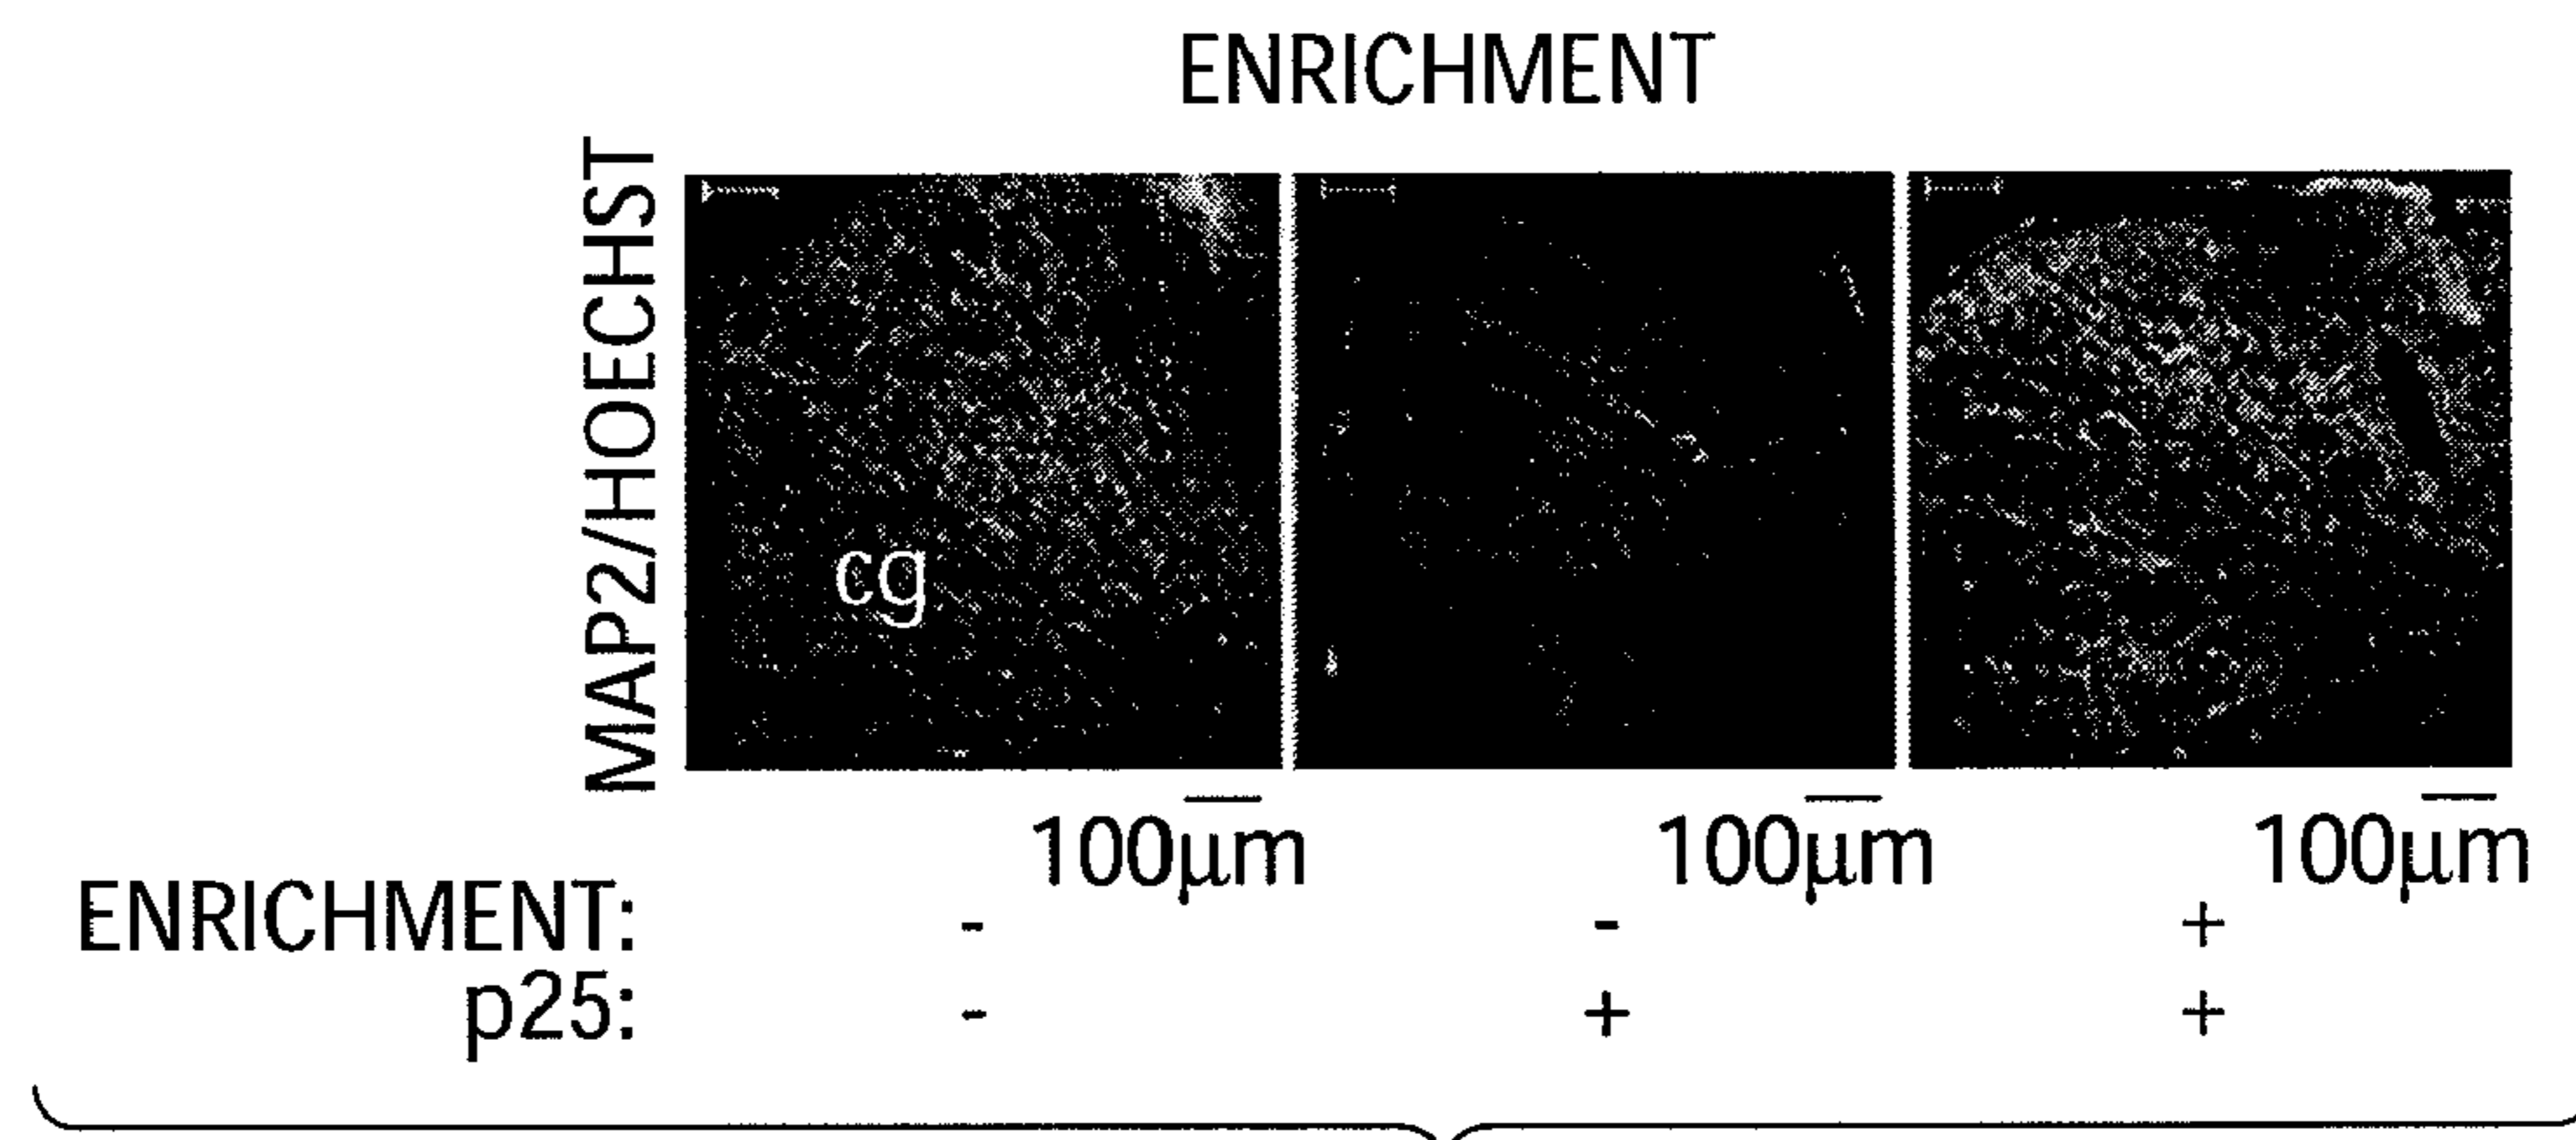 ENRICHMENT
MAP2/HOECHST
cg
100µm 100µm 100µm
ENRICHMENT: - - +
p25: - + +